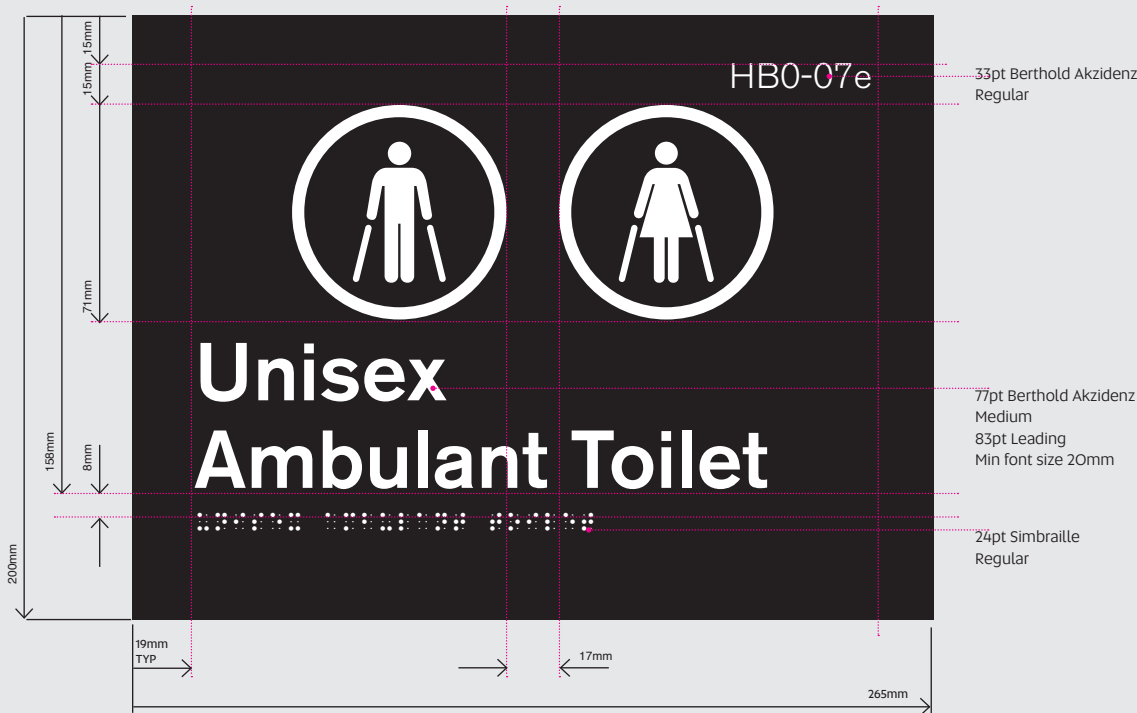 15mm
HB0-07e
33pt Berthold Akzidenz
Regular
15mm
71mm
Unisex
77pt Berthold Akzidenz
Medium
83pt Leading
Min font size 20mm
Ambulant Toilet
158mm
8mm
24pt Simbraille
Regular
200mm
19mm
TYP
17mm
265mm